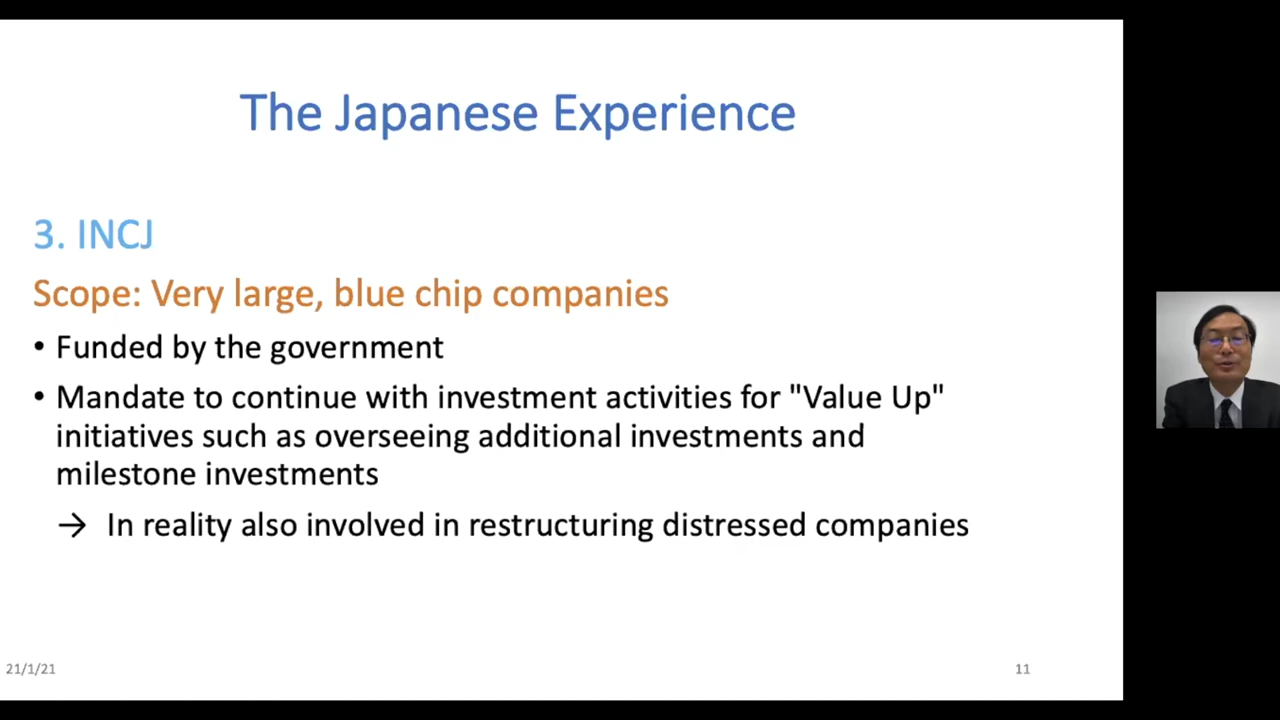 The Japanese Experience
3. INCJ
Scope: Very large, blue chip companies
• Funded by the government
• Mandate to continue with investment activities for "Value Up"
initiatives such as overseeing additional investments and
milestone investments
→ In reality also involved in restructuring distressed companies
21/1/21
11